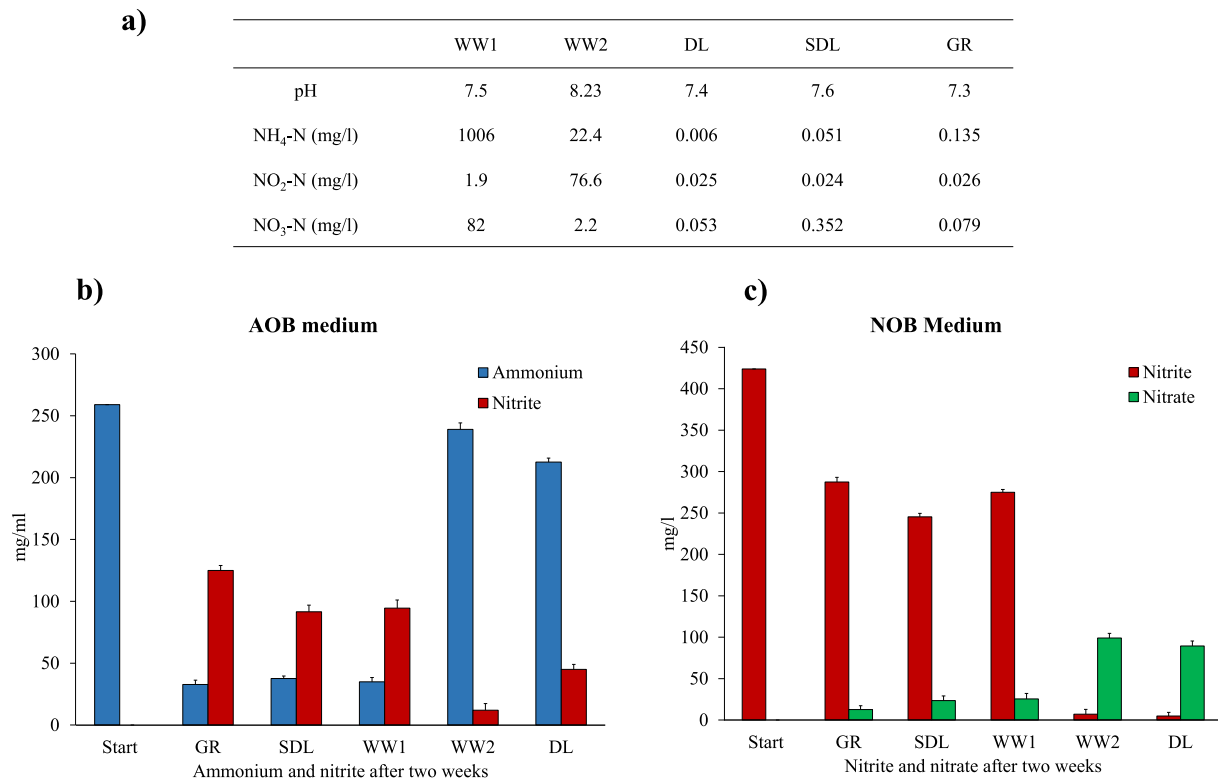 a)
WW1 WW2 DL SDL GR
pH 7.5 8.23 7.4 7.6 7.3
NH₄-N (mg/l) 1006 22.4 0.006 0.051 0.135
NO₂-N (mg/l) 1.9 76.6 0.025 0.024 0.026
NO₃-N (mg/l) 82 2.2 0.053 0.352 0.079
b)
AOB medium
Ammonium
Nitrite
mg/ml
300
250
200
150
100
50
0
Start GR SDL WW1 WW2 DL
Ammonium and nitrite after two weeks
c)
NOB Medium
Nitrite
Nitrate
mg/l
450
400
350
300
250
200
150
100
50
0
Start GR SDL WW1 WW2 DL
Nitrite and nitrate after two weeks